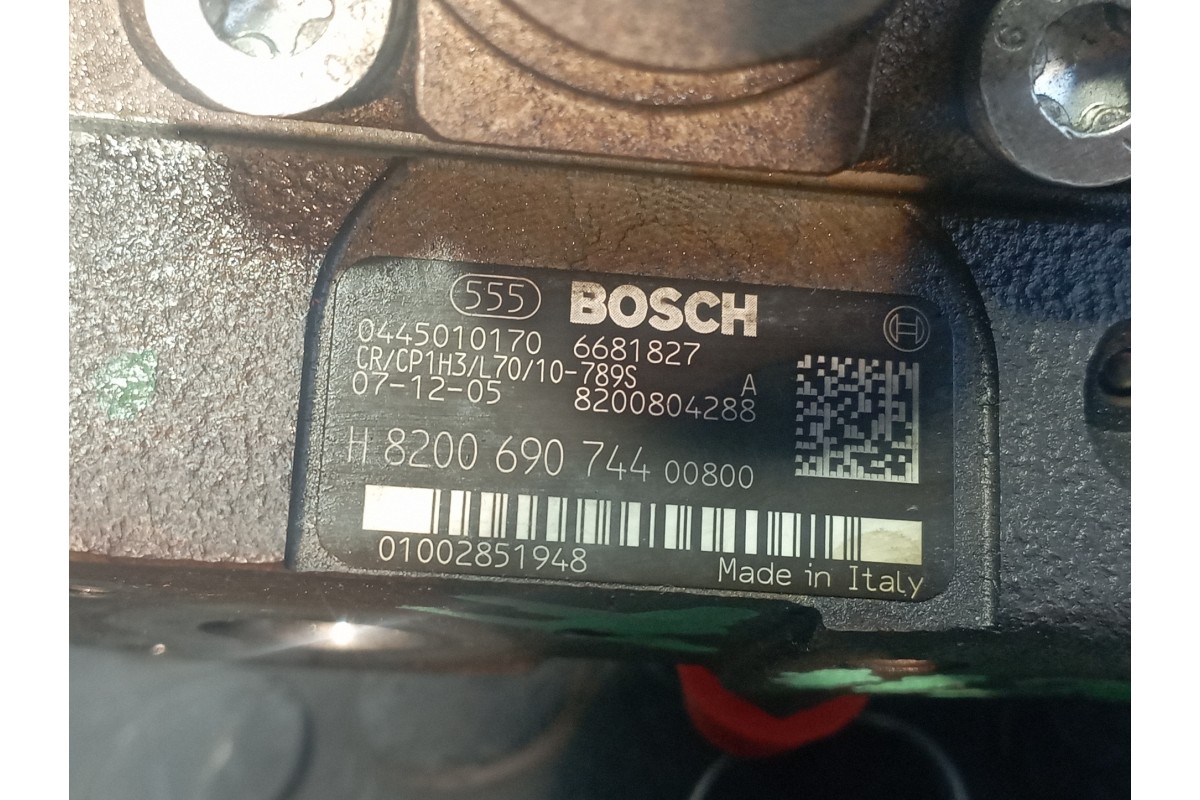 555 BOSCH
0445010170 6681827
CR/CP1H3/L70/10-789S A
07-12-05 8200804288
H 8200 690 744 00800
01002851948
Made in Italy